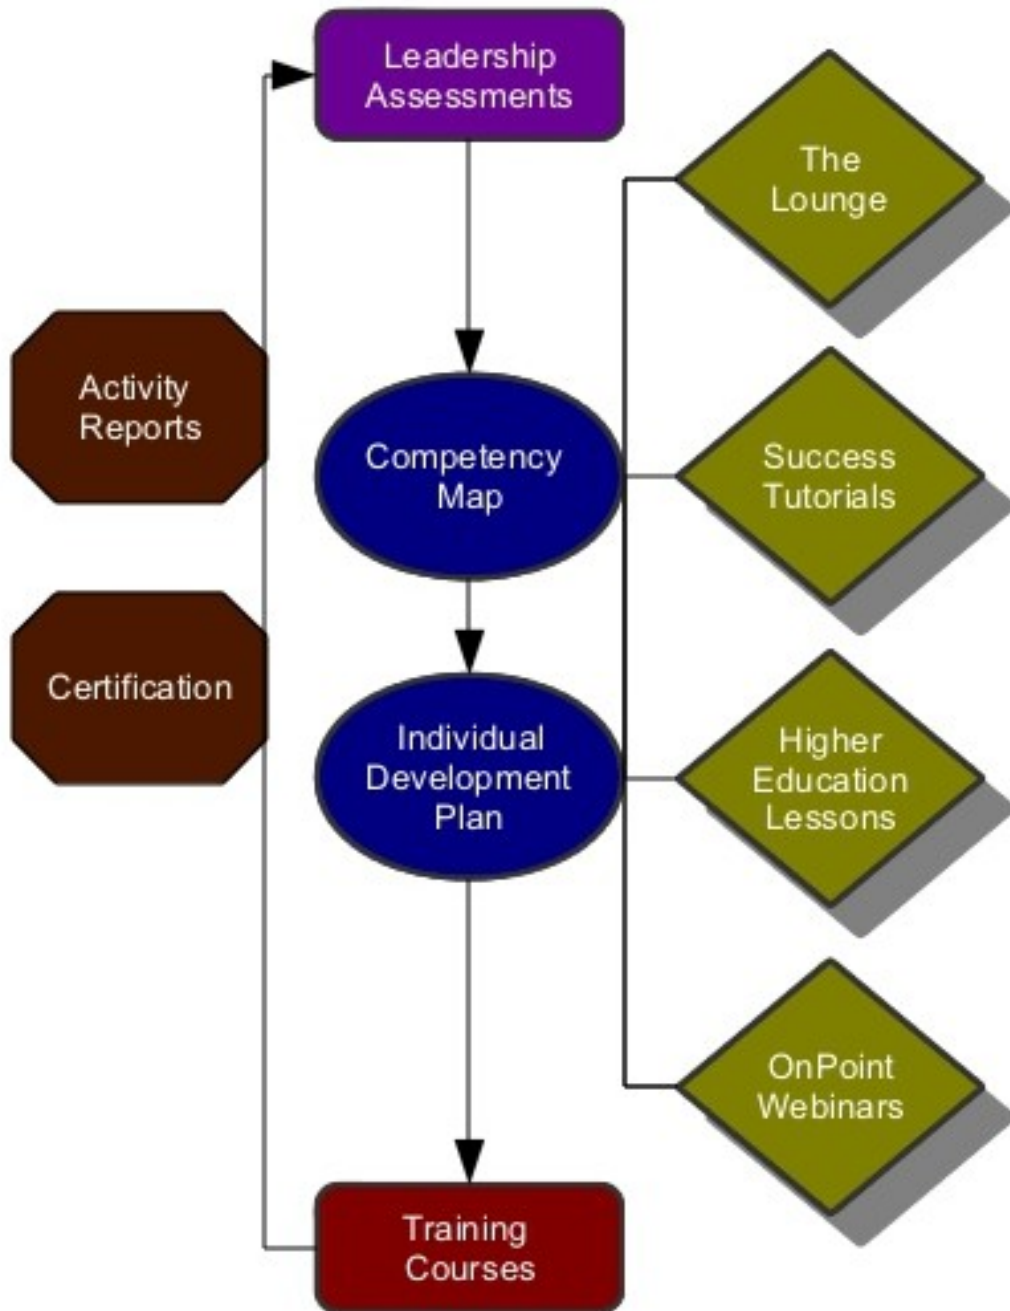 Leadership
Assessments
The
Lounge
Activity
Reports
Competency
Map
Success
Tutorials
Certification
Individual
Development
Plan
Higher
Education
Lessons
OnPoint
Webinars
Training
Courses